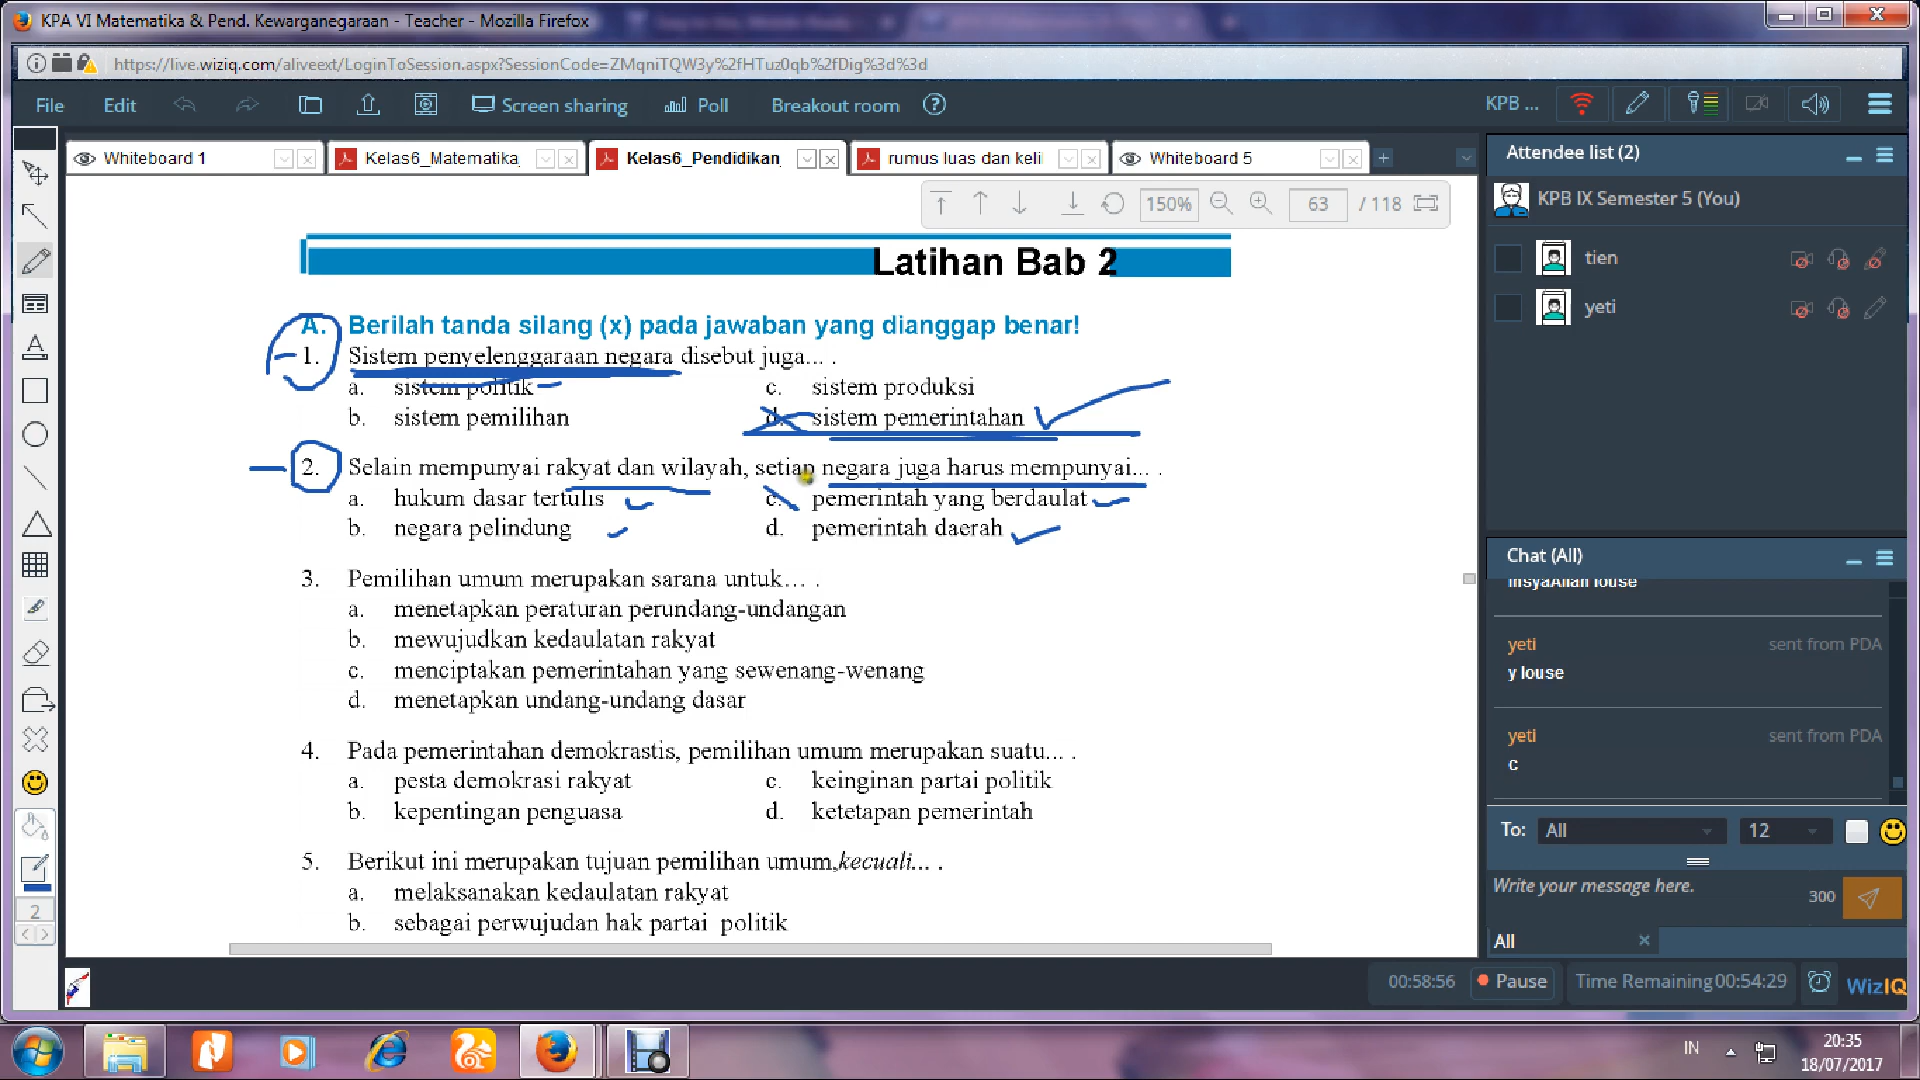 KPA VI Matematika & Pend. Kewarganegaraan - Teacher - Mozilla Firefox
https://live.wiziq.com/aliveext/LoginToSession.aspx?SessionCode=ZMqniTQW3y%2fHTuz0qb%2fDig%3d%3d
File Edit Screen sharing Poll Breakout room KPB ...
Whiteboard 1 Kelas6_Matematika_ Kelas6_Pendidikan_ rumus luas dan keli Whiteboard 5
150% 63 / 118
Latihan Bab 2
A. Berilah tanda silang (x) pada jawaban yang dianggap benar!
1. Sistem penyelenggaraan negara disebut juga... .
a. sistem politik c. sistem produksi
b. sistem pemilihan d. sistem pemerintahan
2. Selain mempunyai rakyat dan wilayah, setiap negara juga harus mempunyai... .
a. hukum dasar tertulis c. pemerintah yang berdaulat
b. negara pelindung d. pemerintah daerah
3. Pemilihan umum merupakan sarana untuk... .
a. menetapkan peraturan perundang-undangan
b. mewujudkan kedaulatan rakyat
c. menciptakan pemerintahan yang sewenang-wenang
d. menetapkan undang-undang dasar
4. Pada pemerintahan demokrastis, pemilihan umum merupakan suatu... .
a. pesta demokrasi rakyat c. keinginan partai politik
b. kepentingan penguasa d. ketetapan pemerintah
5. Berikut ini merupakan tujuan pemilihan umum,kecuali... .
a. melaksanakan kedaulatan rakyat
b. sebagai perwujudan hak partai politik
2
Attendee list (2)
KPB IX Semester 5 (You)
tien
yeti
Chat (All)
InsyaAllah louse
yeti sent from PDA
y louse
yeti sent from PDA
c
To: All 12
Write your message here. 300
All
00:58:56 Pause Time Remaining 00:54:29 WizIQ
IN 20:35
18/07/2017